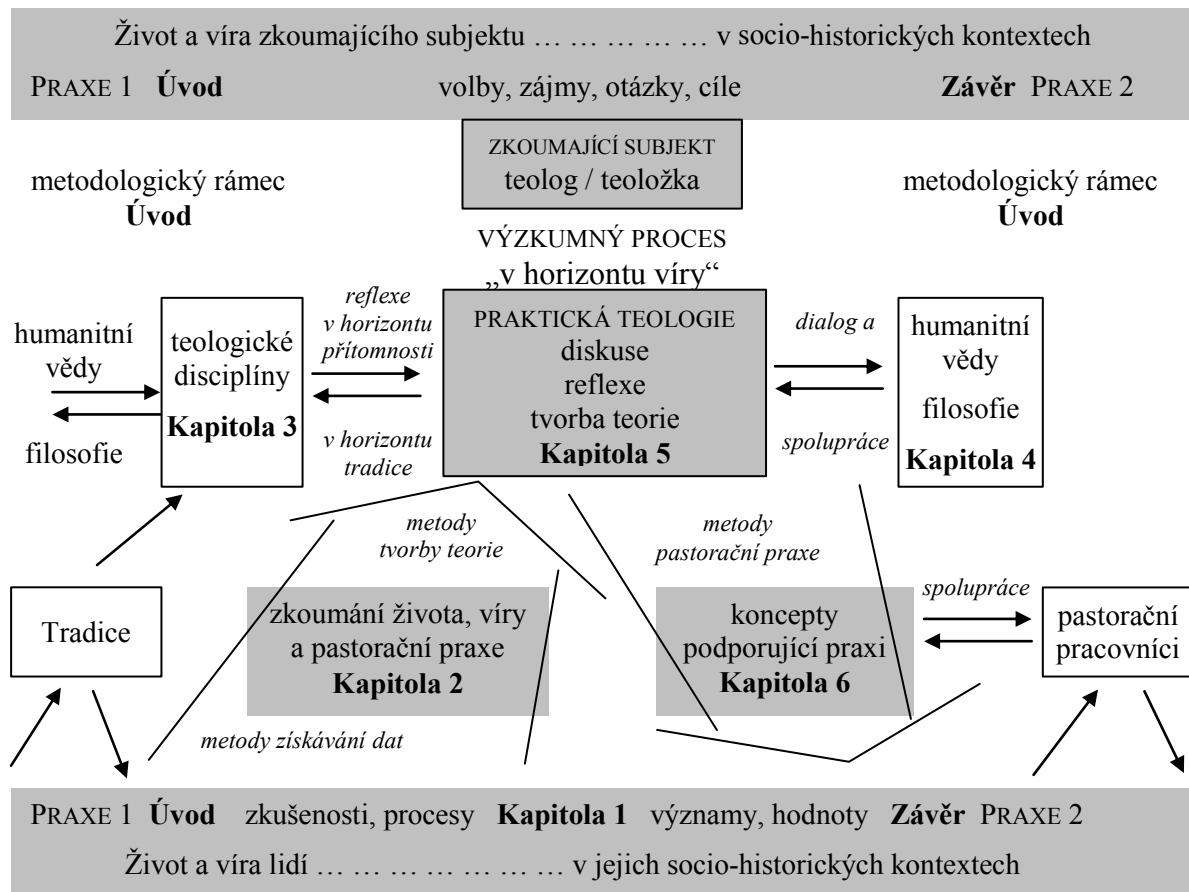 Život a víra zkoumajícího subjektu … … … … … v socio-historických kontextech
PRAXE 1 Úvod volby, zájmy, otázky, cíle Závěr PRAXE 2
ZKOUMAJÍCÍ SUBJEKT
teolog / teoložka
metodologický rámec
Úvod
metodologický rámec
Úvod
VÝZKUMNÝ PROCES
„v horizontu víry“
humanitní
vědy
filosofie
teologické
disciplíny
Kapitola 3
reflexe
v horizontu
přítomnosti
v horizontu
tradice
PRAKTICKÁ TEOLOGIE
diskuse
reflexe
tvorba teorie
Kapitola 5
dialog a
spolupráce
humanitní
vědy
filosofie
Kapitola 4
metody
tvorby teorie
metody
pastorační praxe
Tradice
zkoumání života, víry
a pastorační praxe
Kapitola 2
koncepty
podporující praxi
Kapitola 6
spolupráce
pastorační
pracovníci
metody získávání dat
PRAXE 1 Úvod zkušenosti, procesy Kapitola 1 významy, hodnoty Závěr PRAXE 2
Život a víra lidí … … … … … … v jejich socio-historických kontextech